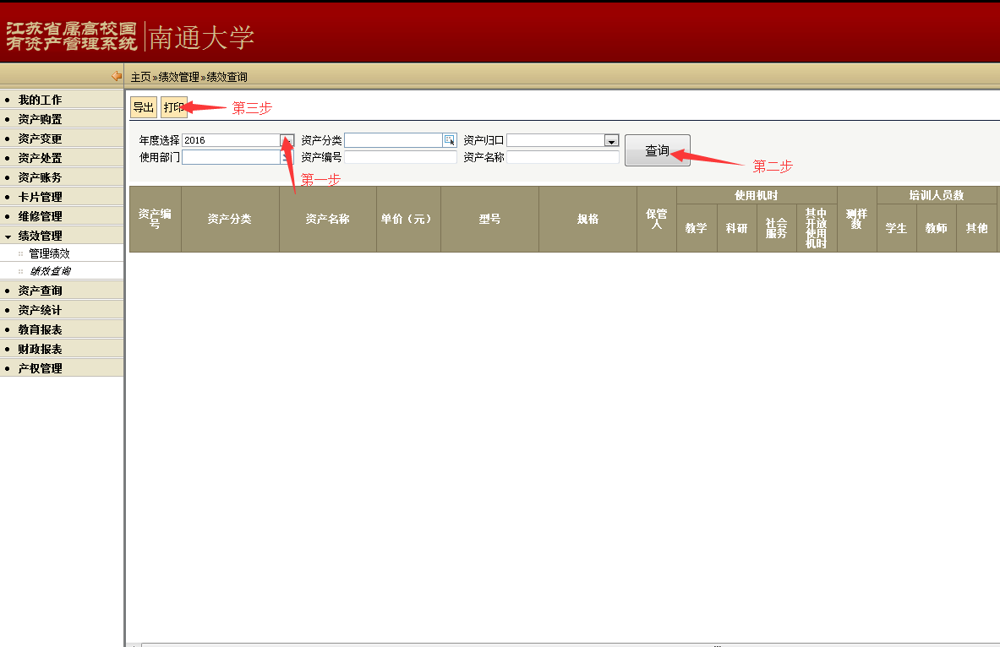 江苏省属高校国
有资产管理系统
南通大学
主页»绩效管理»绩效查询
我的工作
资产购置
资产变更
资产处置
资产账务
卡片管理
维修管理
绩效管理
管理绩效
绩效查询
资产查询
资产统计
教育报表
财政报表
产权管理
导出 打印 第三步
年度选择 2016 资产分类 资产归口
使用部门 资产编号 资产名称
查询
第二步
第一步
资产编
号
资产分类
资产名称
单价（元）
型号
规格
保管
人
使用机时
教学
科研
社会
服务
其中
开放
使用
机时
测样
数
培训人员数
学生
教师
其他